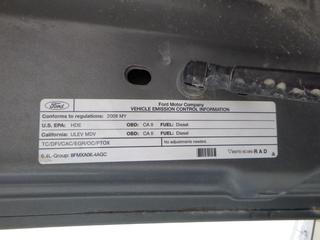 Ford
Ford Motor Company
VEHICLE EMISSION CONTROL INFORMATION
Conforms to regulations: 2008 MY
U.S. EPA: HDE OBD: CA II FUEL: Diesel
California: ULEV MDV OBD: CA II FUEL: Diesel
TC/DFI/CAC/EGR/OC/PTOX No adjustments needed.
6.4L-Group: 8FMXA06.4AGC R A D